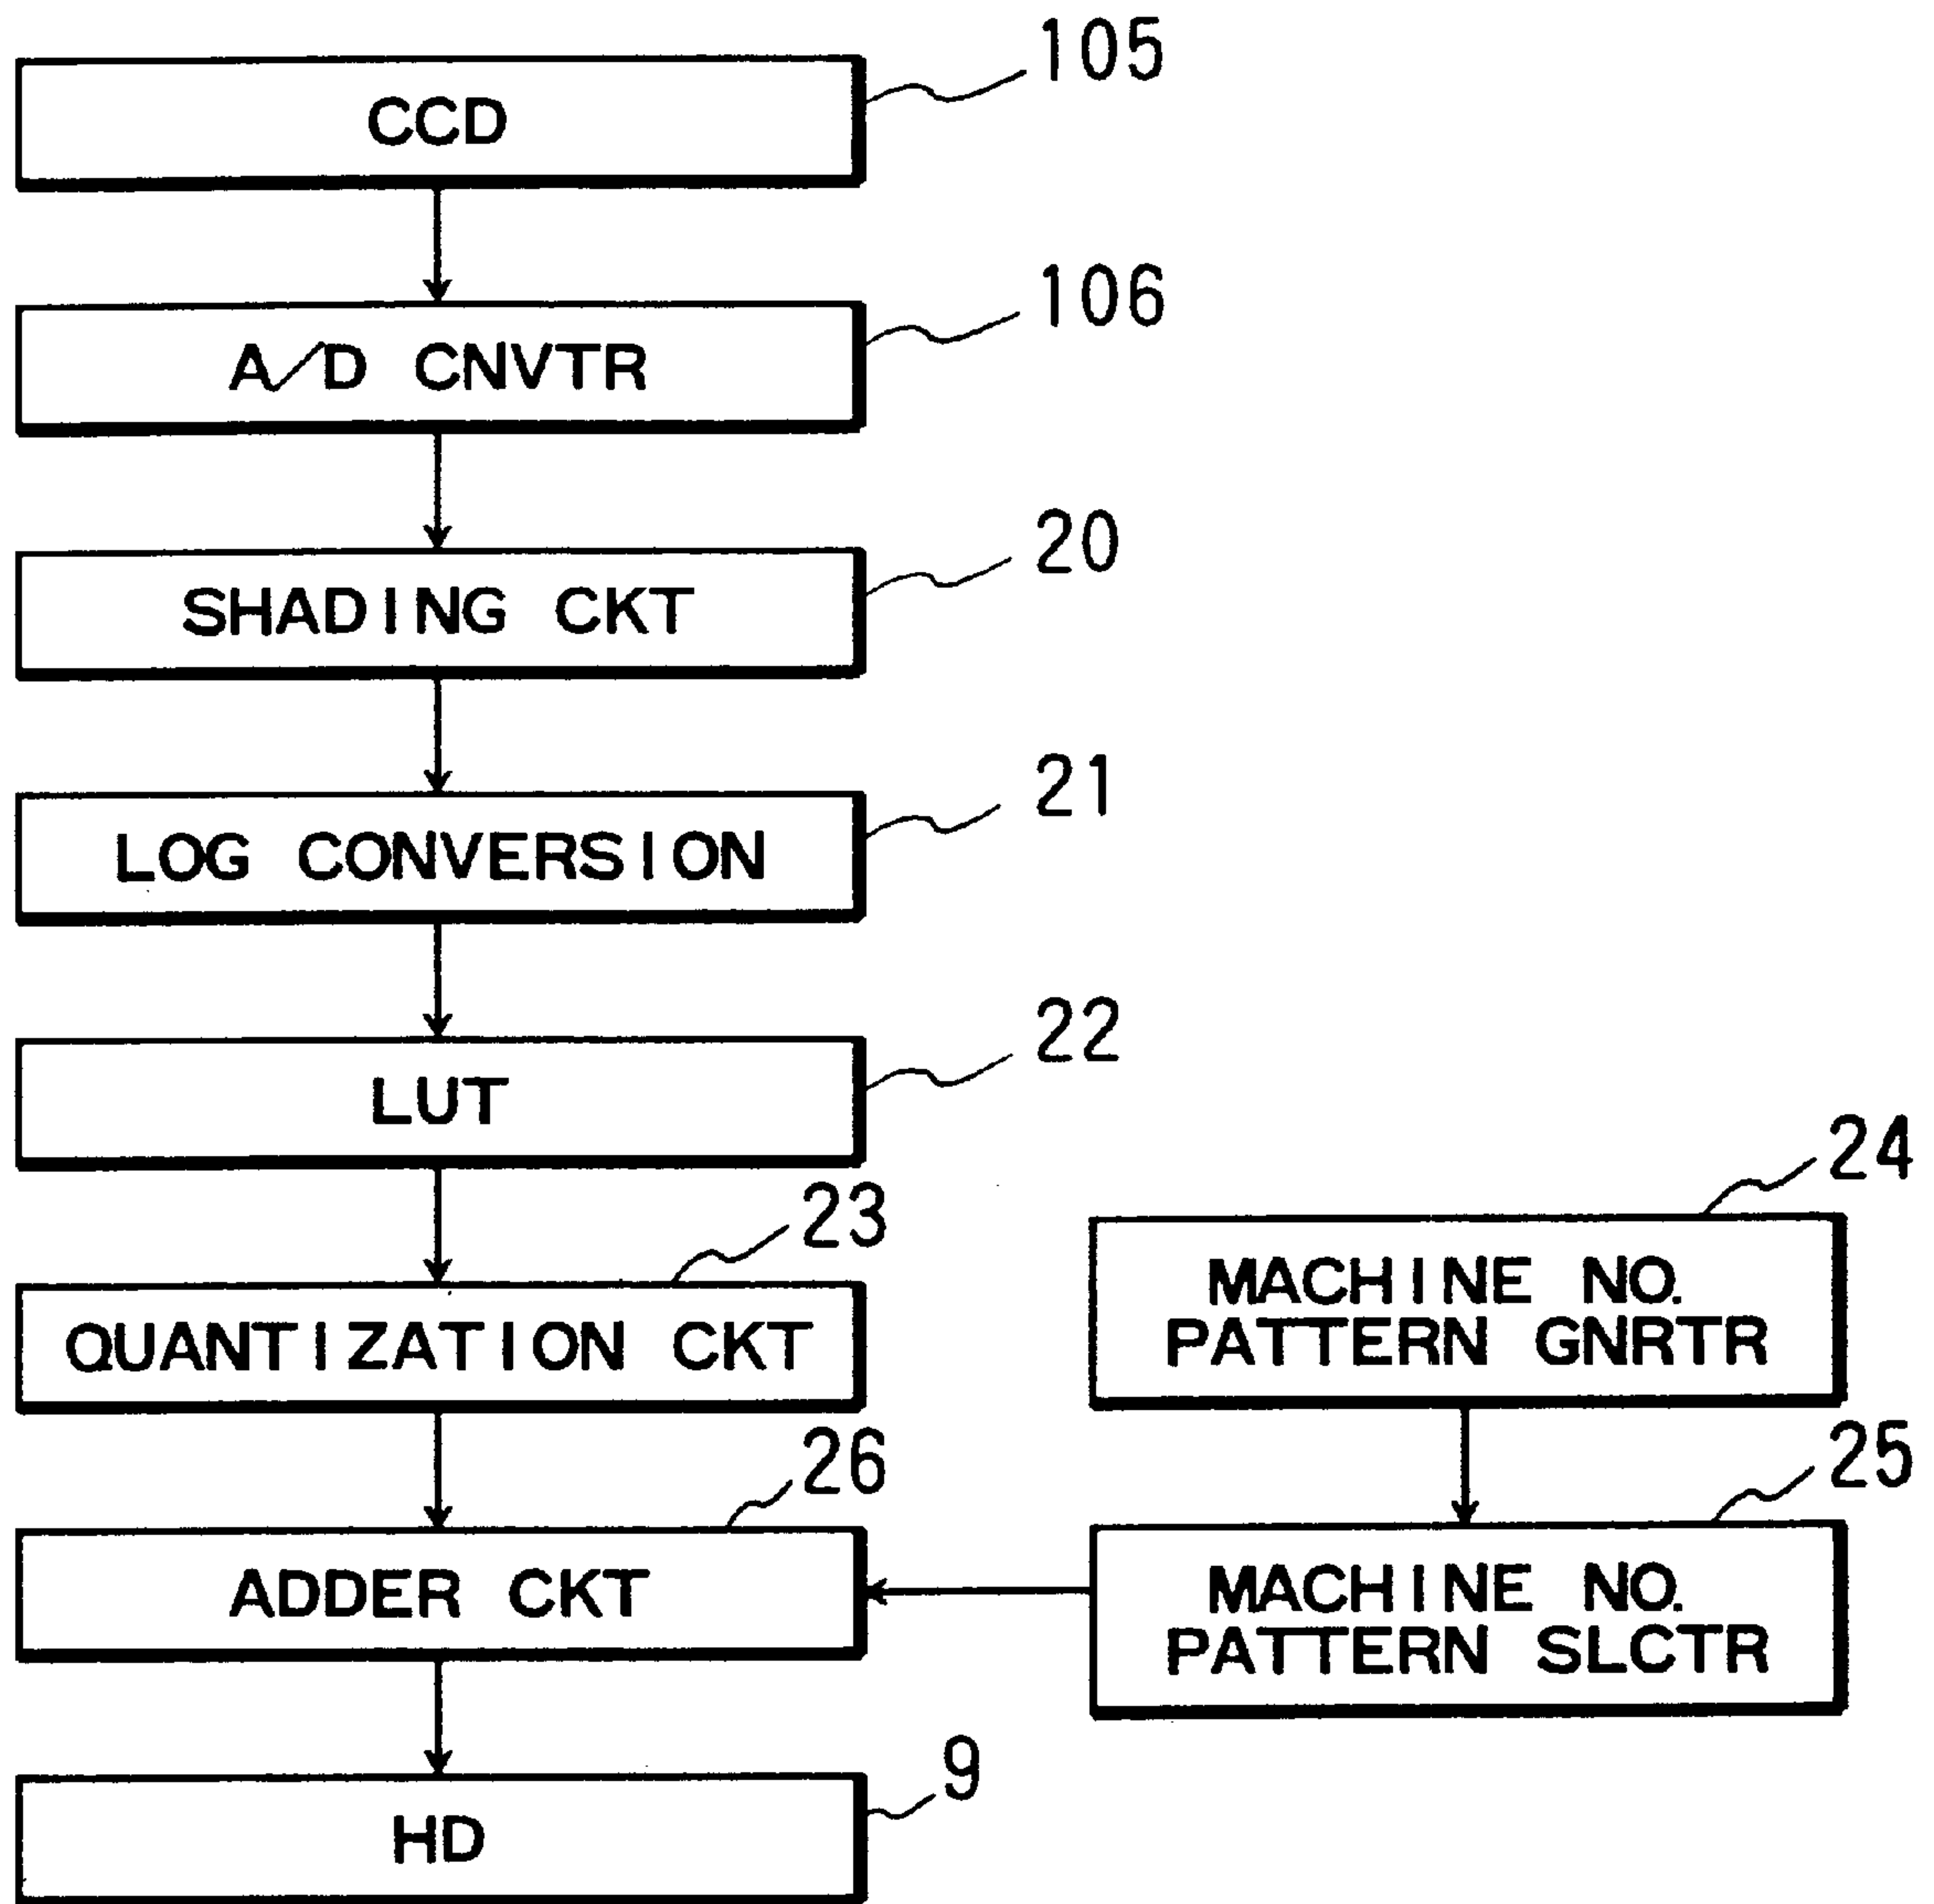 105
CCD
106
A/D CNVTR
20
SHADING CKT
21
LOG CONVERSION
22
LUT
23
QUANTIZATION CKT
24
MACHINE NO.
PATTERN GNRTR
26
ADDER CKT
25
MACHINE NO.
PATTERN SLCTR
9
HD